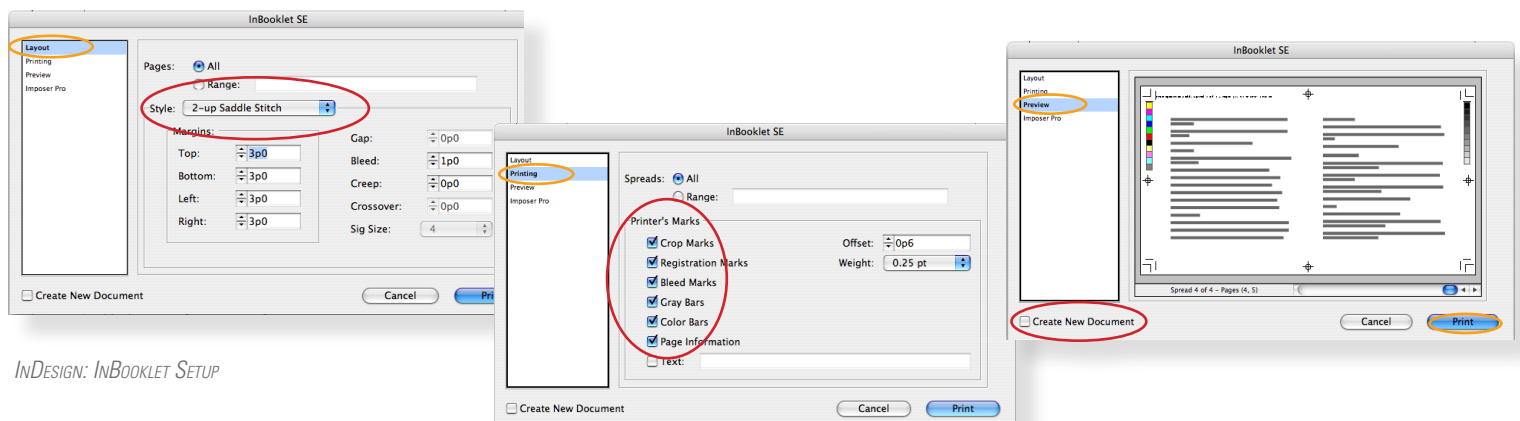 InBooklet SE
Layout
Printing
Preview
Imposer Pro
Pages: All
Range:
Style: 2-up Saddle Stitch
Margins:
Top: 3p0
Bottom: 3p0
Left: 3p0
Right: 3p0
Gap: 0p0
Bleed: 1p0
Creep: 0p0
Crossover: 0p0
Sig Size: 4
Create New Document
Cancel
InDesign: InBooklet Setup
InBooklet SE
Layout
Printing
Preview
Imposer Pro
Spreads: All
Range:
Printer's Marks
Crop Marks
Registration Marks
Bleed Marks
Gray Bars
Color Bars
Page Information
Text:
Offset: 0p6
Weight: 0.25 pt
Create New Document
Cancel
Print
InBooklet SE
Layout
Printing
Preview
Imposer Pro
Spread 4 of 4 - Pages (4, 5)
Create New Document
Cancel
Print